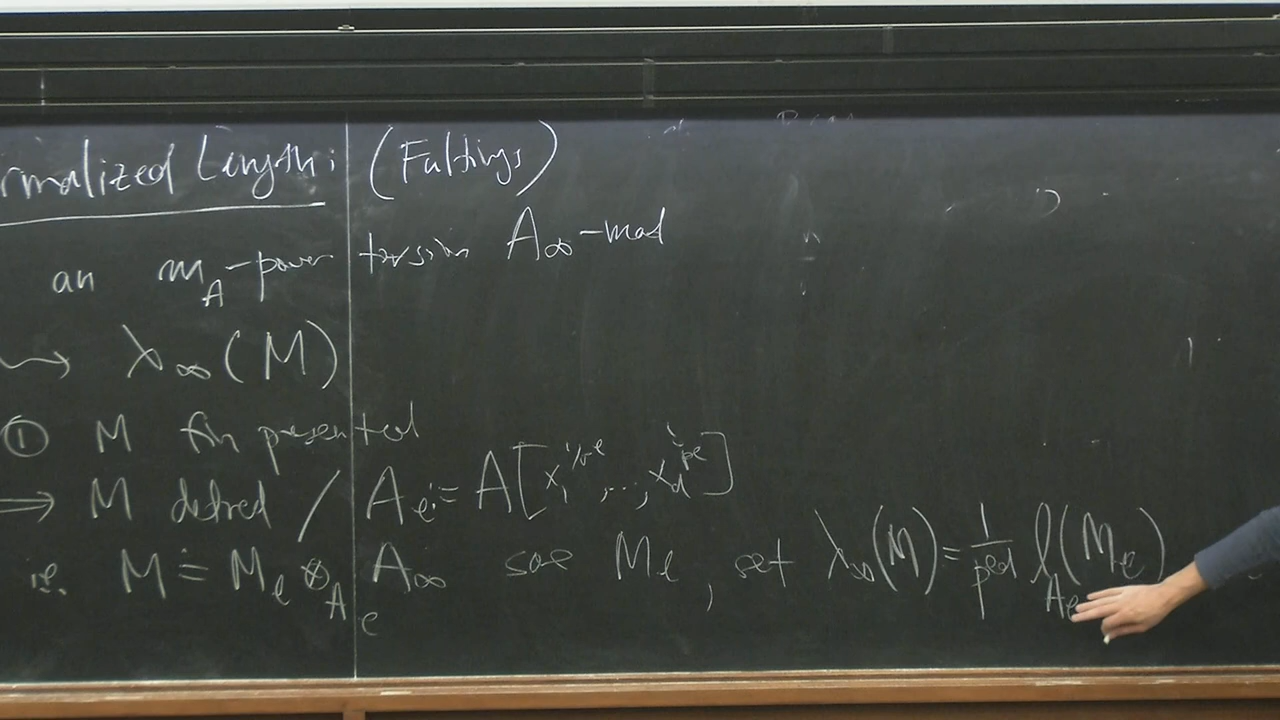 rmalized Length: (Faltings)
an m_A-power torsion A_∞-mod
⇝ λ_∞(M)
① M fin presented
⟹ M defined / A_e := A[x_1^{1/p^e}, ..., x_d^{1/p^e}]
ie. M ≅ M_e ⊗_{A_e} A_∞ some M_e, set λ_∞(M) = 1/p^{ed} ℓ_{A_e}(M_e)